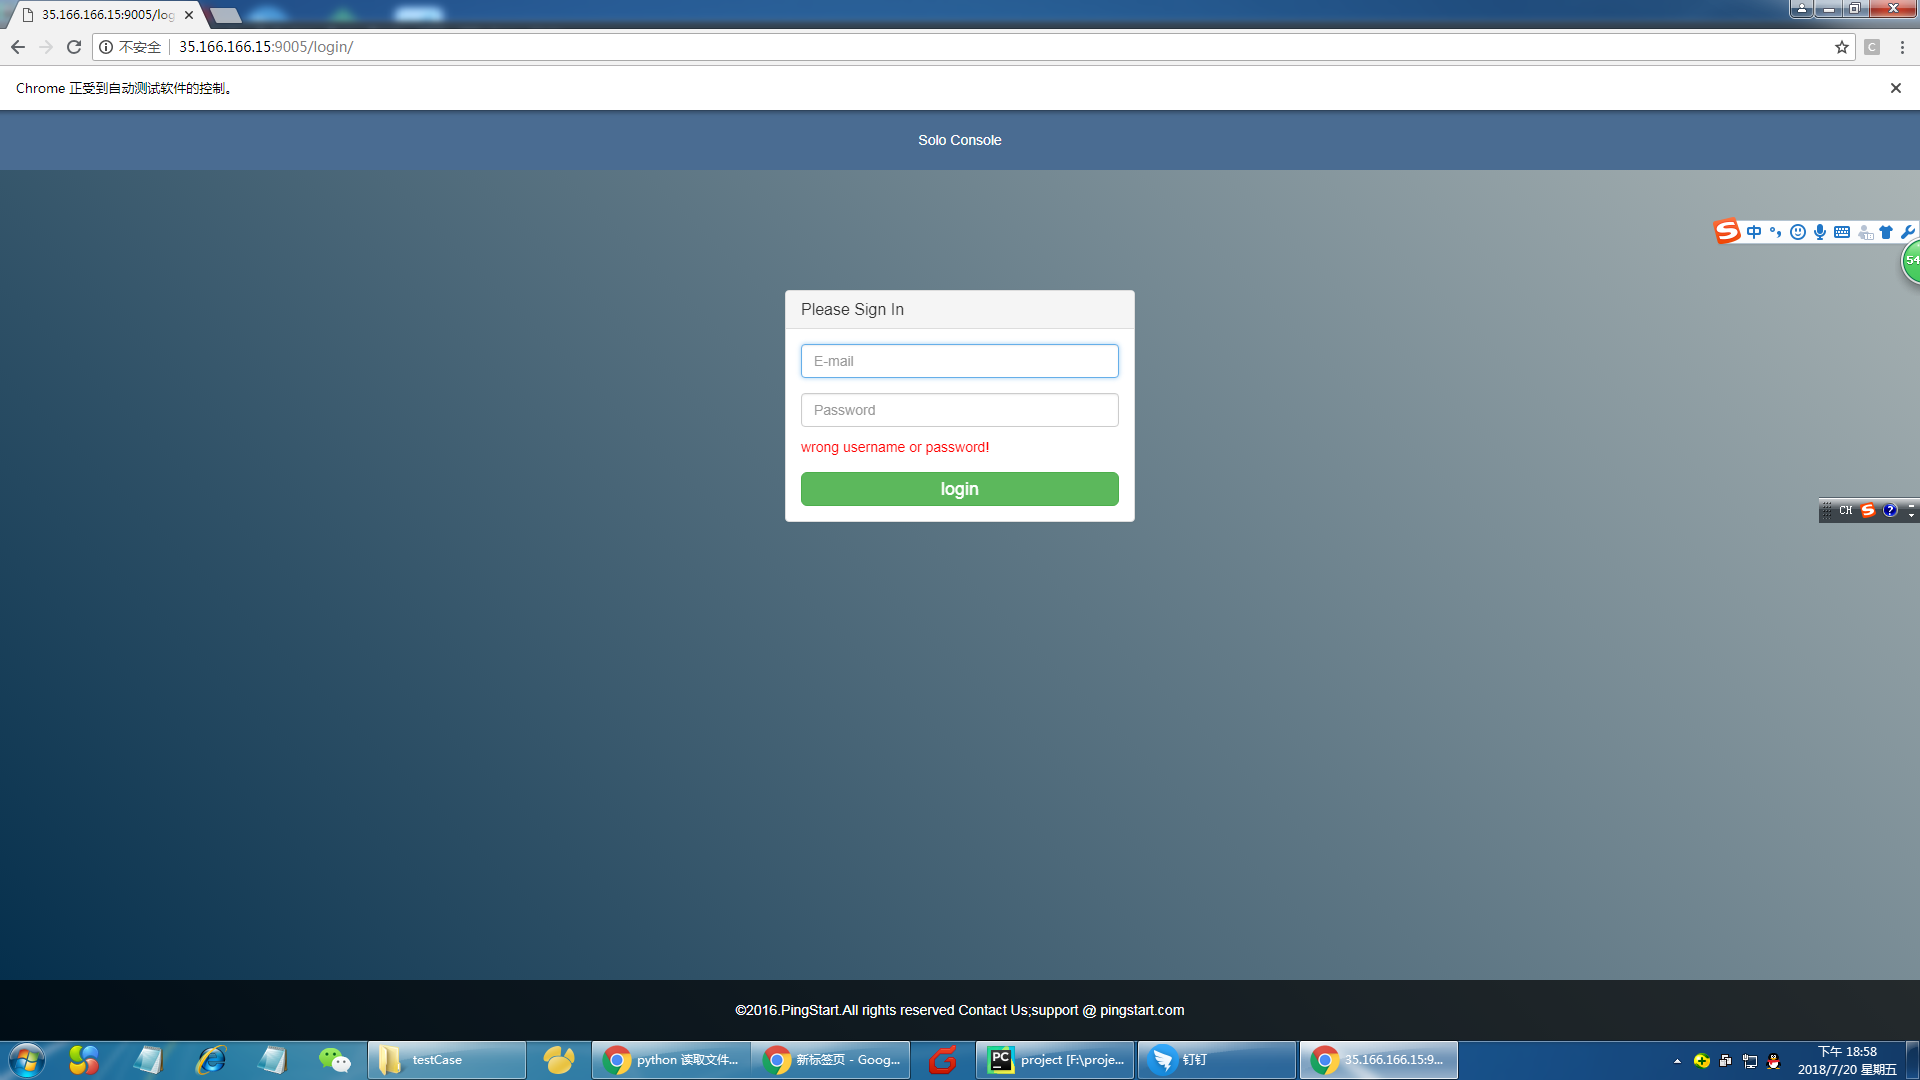 35.166.166.15:9005/log
不安全 35.166.166.15:9005/login/
C
Chrome 正受到自动测试软件的控制。
Solo Console
中
54
Please Sign In
E-mail
Password
wrong username or password!
login
CH
©2016.PingStart.All rights reserved Contact Us;support @ pingstart.com
testCase
python 读取文件...
新标签页 - Goog...
PC
project [F:\proje...
钉钉
35.166.166.15:9...
下午 18:58
2018/7/20 星期五